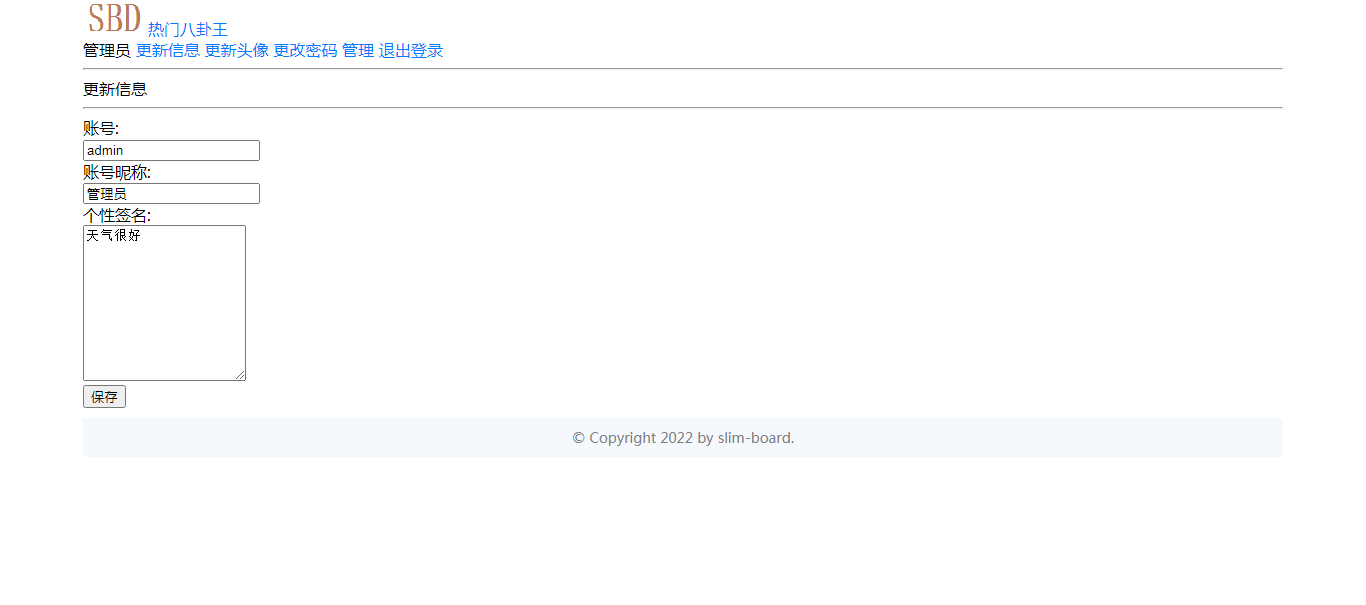 SBD 热门八卦王
管理员 更新信息 更新头像 更改密码 管理 退出登录
更新信息
账号:
admin
账号昵称:
管理员
个性签名:
天气很好
保存
© Copyright 2022 by slim-board.